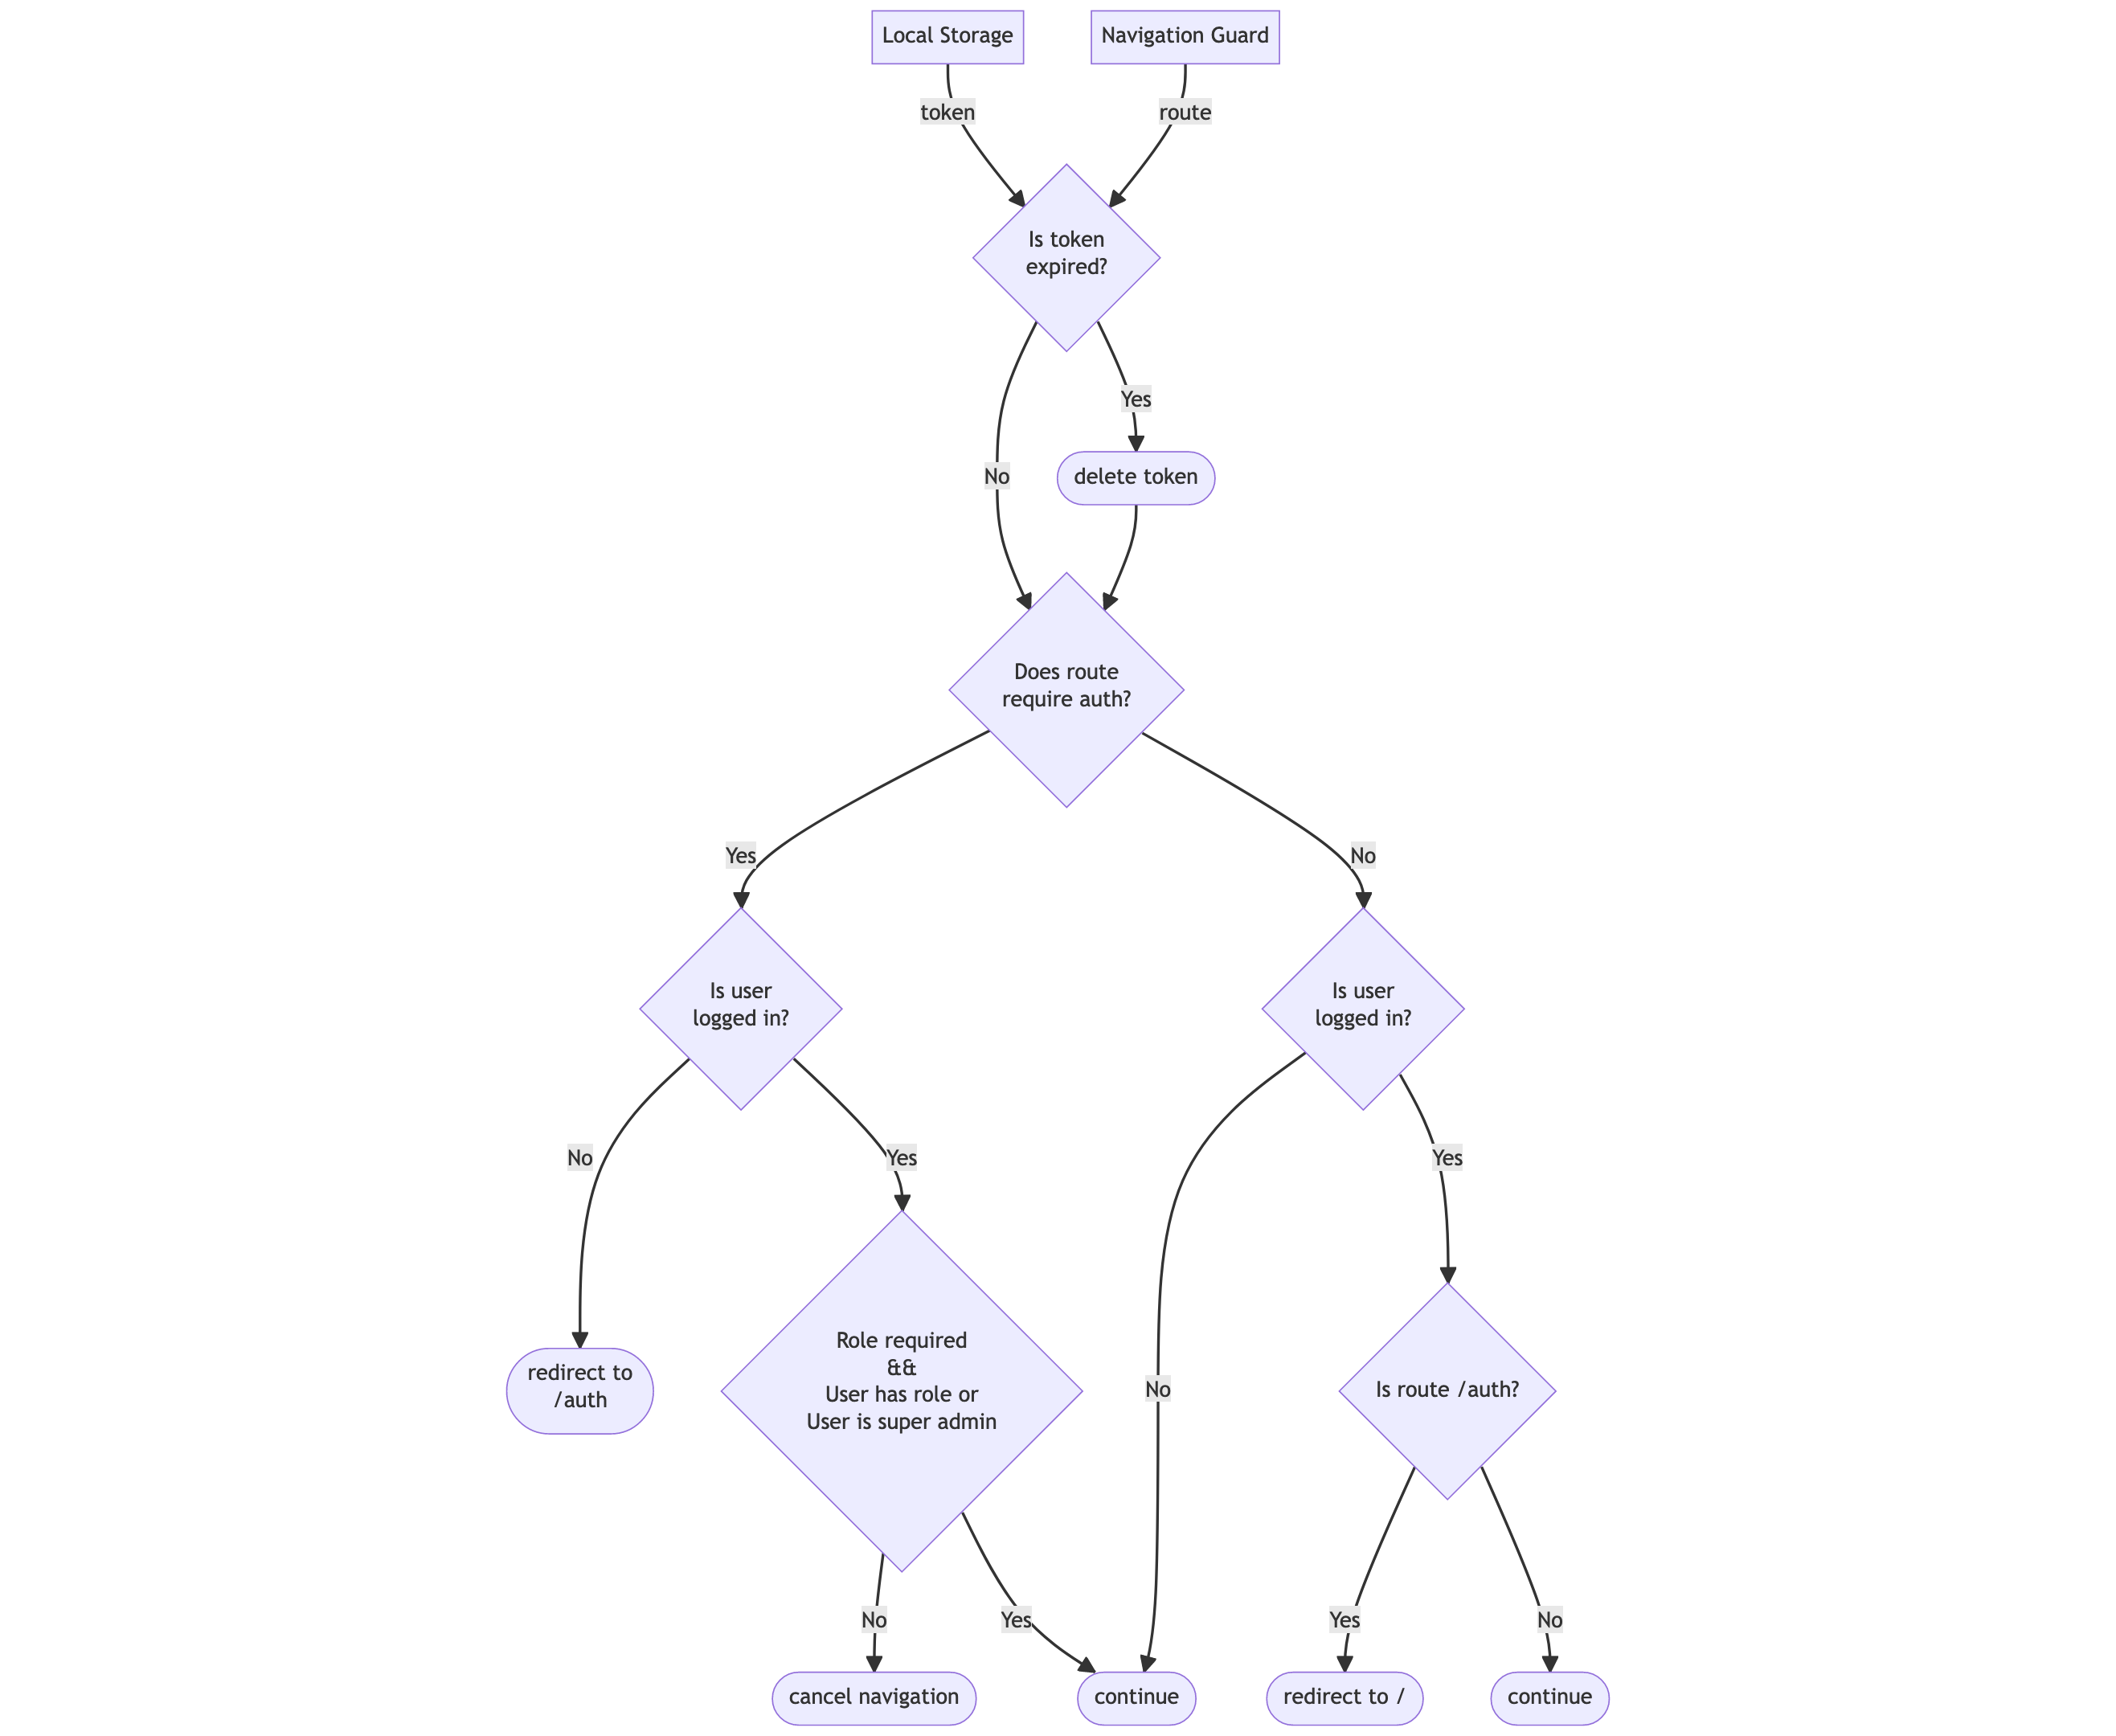 Local Storage
Navigation Guard
token
route
Is token
expired?
Yes
No
delete token
Does route
require auth?
Yes
No
Is user
logged in?
Is user
logged in?
No
Yes
Yes
Role required
&&
User has role or
User is super admin
redirect to
/auth
No
Is route /auth?
No
Yes
Yes
No
cancel navigation
continue
redirect to /
continue